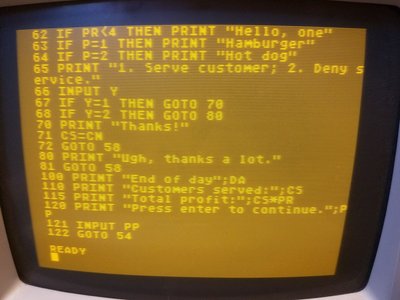 62 IF PR<4 THEN PRINT "Hello, one"
63 IF P=1 THEN PRINT "Hamburger"
64 IF P=2 THEN PRINT "Hot dog"
65 PRINT "1. Serve customer; 2. Deny s
ervice."
66 INPUT Y
67 IF Y=1 THEN GOTO 70
68 IF Y=2 THEN GOTO 80
70 PRINT "Thanks!"
71 CS=CN
72 GOTO 58
80 PRINT "Ugh, thanks a lot."
81 GOTO 58
100 PRINT "End of day";DA
110 PRINT "Customers served:";CS
115 PRINT "Total profit:";CS*PR
120 PRINT "Press enter to continue.";P
P
121 INPUT PP
122 GOTO 54
READY